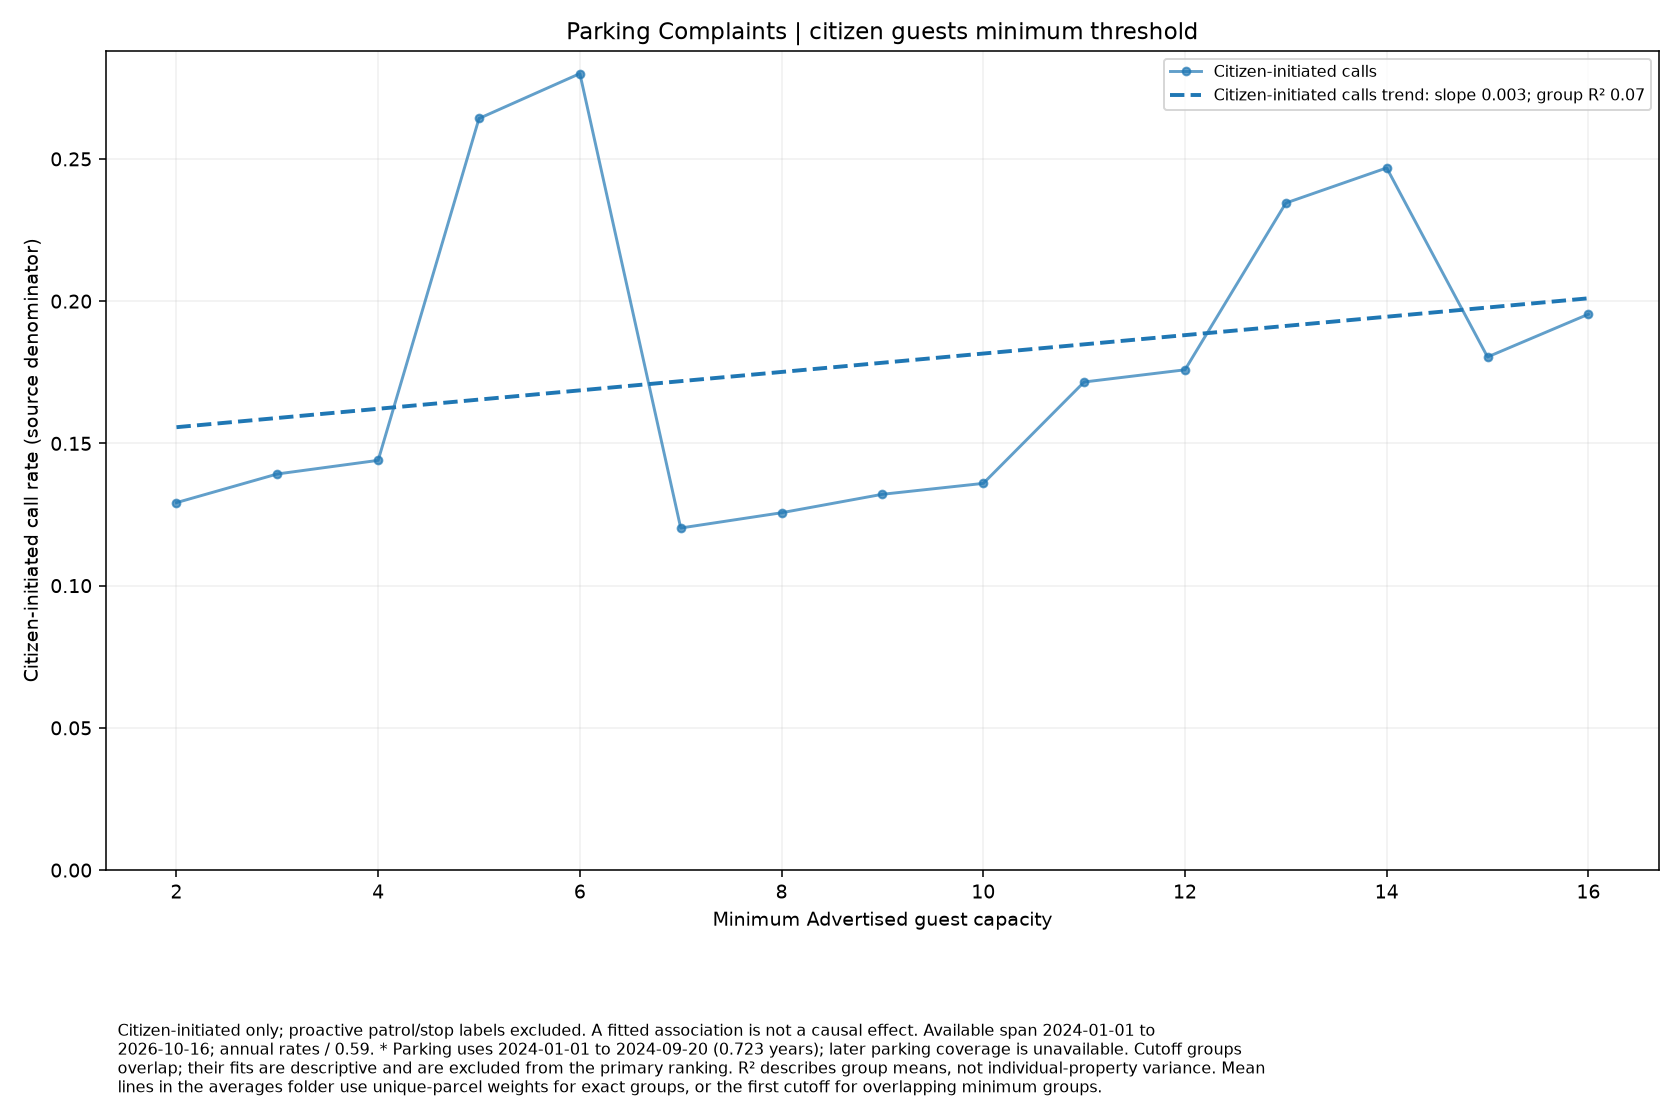 Parking Complaints | citizen guests minimum threshold
Citizen-initiated calls
Citizen-initiated calls trend: slope 0.003; group R² 0.07
Citizen-initiated call rate (source denominator)
0.25
0.20
0.15
0.10
0.05
0.00
2 4 6 8 10 12 14 16
Minimum Advertised guest capacity
Citizen-initiated only; proactive patrol/stop labels excluded. A fitted association is not a causal effect. Available span 2024-01-01 to
2026-10-16; annual rates / 0.59. * Parking uses 2024-01-01 to 2024-09-20 (0.723 years); later parking coverage is unavailable. Cutoff groups
overlap; their fits are descriptive and are excluded from the primary ranking. R² describes group means, not individual-property variance. Mean
lines in the averages folder use unique-parcel weights for exact groups, or the first cutoff for overlapping minimum groups.